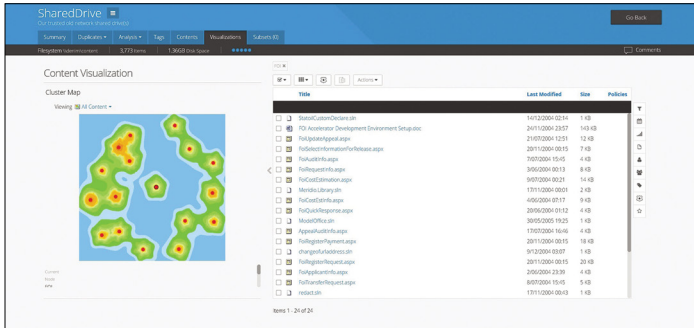 SharedDrive
Our trusted old network shared drive(s)
Go Back
Summary Duplicates Analysis Tags Contents Visualizations Subsets (0)
Filesystem 3,773 Items 1.36GB Disk Space
Comments
Content Visualization
Cluster Map
Viewing All Content
Actions
Title Last Modified Size Policies
StatsifCustomDeclare.sln 14/12/2004 02:14 1 KB
FOI Accelerator Development Environment Setup.doc 24/11/2004 23:57 143 KB
FoiUpdateAppeal.aspx 21/07/2004 12:51 12 KB
FoiSelectInformationForRelease.aspx 20/11/2004 00:15 7 KB
FoiAuditInfo.aspx 7/07/2004 15:45 4 KB
FoiRequestInfo.aspx 3/06/2004 00:13 8 KB
FoiCostEstimation.aspx 9/07/2004 00:21 14 KB
Meridio.Library.sln 17/11/2004 00:01 2 KB
FoiCostEstInfo.aspx 4/06/2004 07:17 9 KB
FoiQuickResponse.aspx 20/06/2004 01:12 4 KB
ModelOffice.sln 30/05/2005 19:25 1 KB
AppealAuditInfo.aspx 17/07/2004 16:46 4 KB
FoiRegisterPayment.aspx 20/11/2004 00:15 18 KB
changeofuraddress.sln 9/12/2004 03:07 1 KB
FoiRegisterRequest.aspx 20/11/2004 00:15 20 KB
FoiApplicantInfo.aspx 2/06/2004 23:39 4 KB
FoiTransferRequest.aspx 8/07/2004 15:45 5 KB
redact.sln 17/11/2004 00:43 1 KB
Items 1 - 24 of 24